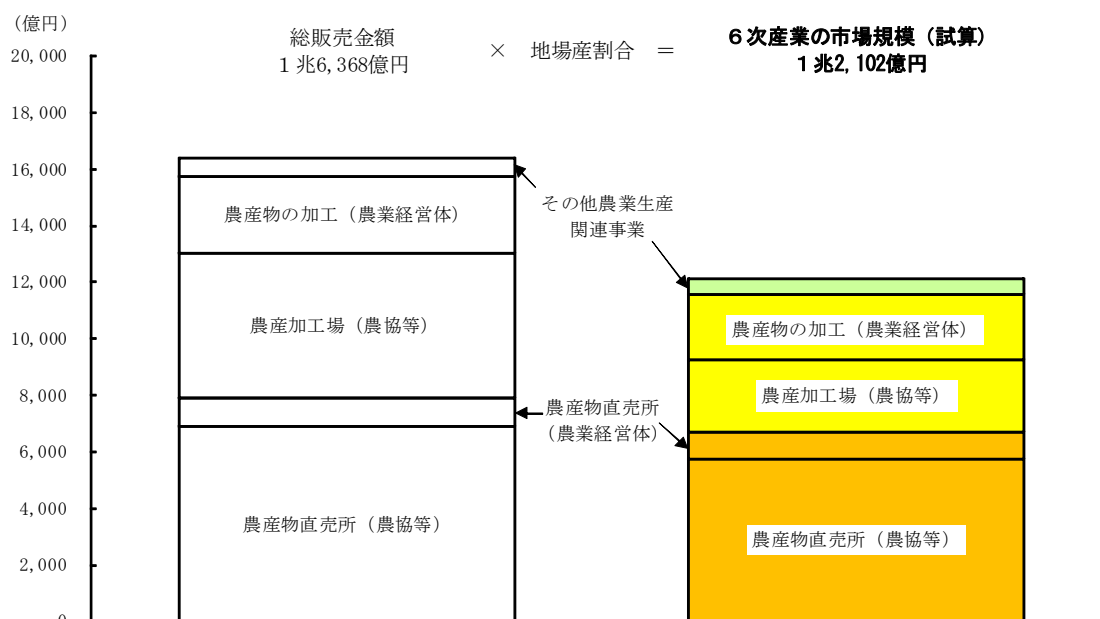 （億円）
総販売金額
１兆6,368億円
×　地場産割合　＝
６次産業の市場規模（試算）
１兆2,102億円
20,000
18,000
16,000
14,000
12,000
10,000
8,000
6,000
4,000
2,000
0
農産物の加工（農業経営体）
農産加工場（農協等）
農産物直売所（農協等）
その他農業生産
関連事業
農産物直売所
（農業経営体）
農産物の加工（農業経営体）
農産加工場（農協等）
農産物直売所（農協等）